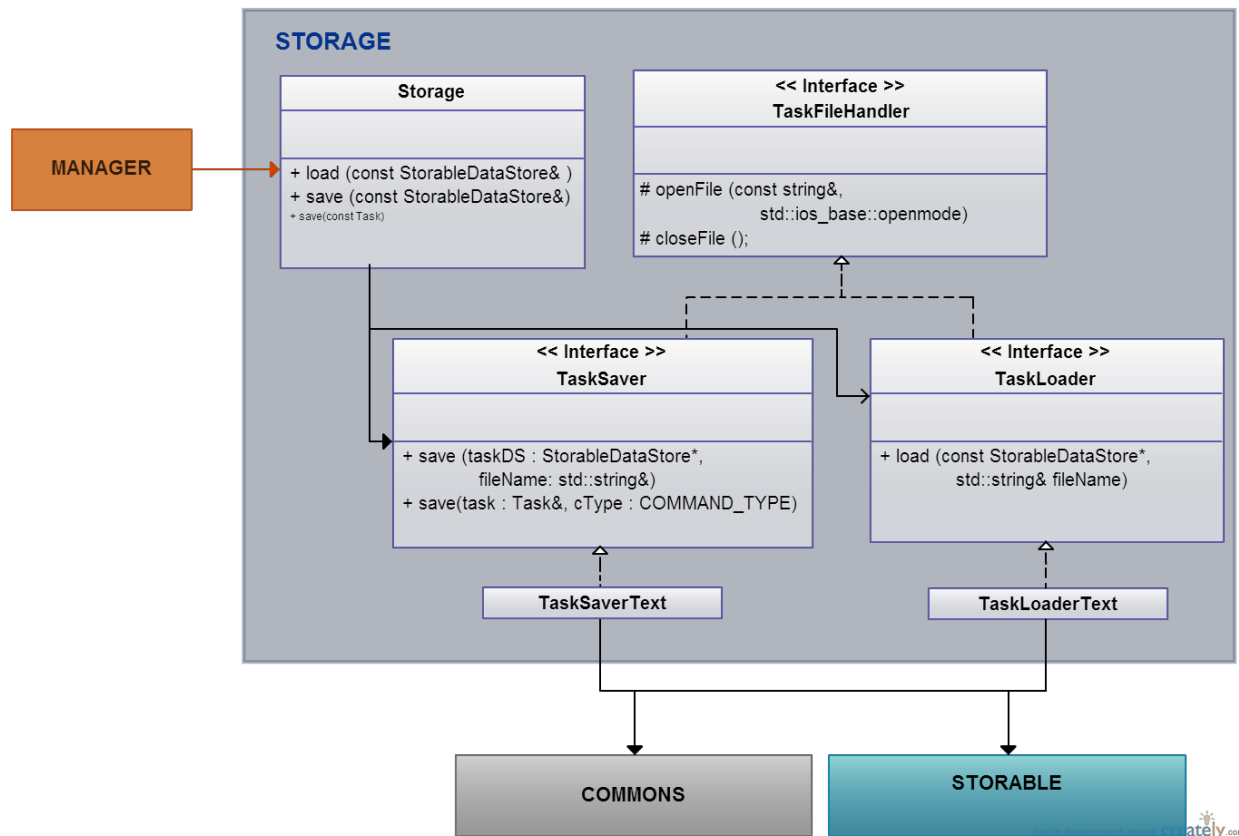 STORAGE
Storage
+ load (const StorableDataStore& )
+ save (const StorableDataStore&)
+ save(const Task)
<< Interface >>
TaskFileHandler
# openFile (const string&,
std::ios_base::openmode)
# closeFile ();
MANAGER
<< Interface >>
TaskSaver
+ save (taskDS : StorableDataStore*,
fileName: std::string&)
+ save(task : Task&, cType : COMMAND_TYPE)
<< Interface >>
TaskLoader
+ load (const StorableDataStore*,
std::string& fileName)
TaskSaverText
TaskLoaderText
COMMONS
STORABLE
creately.com